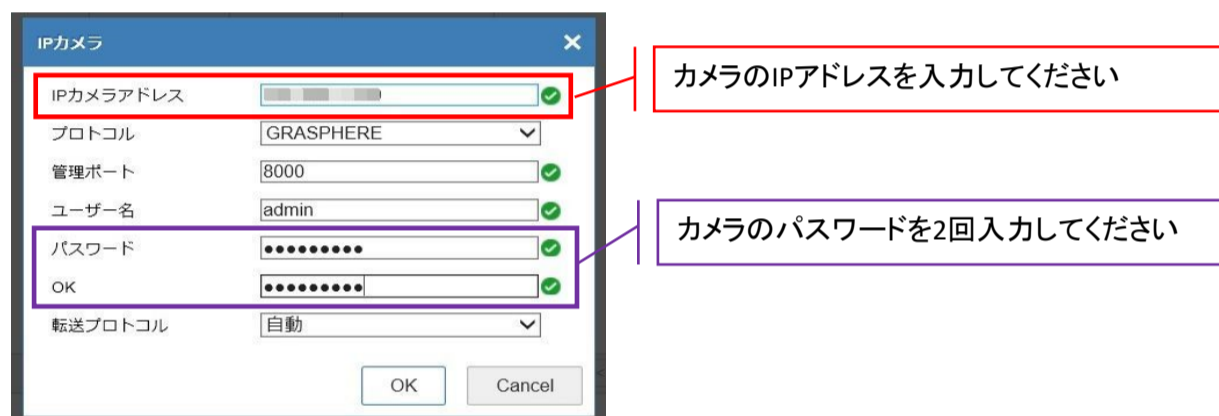 IPカメラ
カメラのIPアドレスを入力してください
IPカメラアドレス
プロトコル GRASPHERE
管理ポート 8000
ユーザー名 admin
カメラのパスワードを2回入力してください
パスワード ●●●●●●●●●
OK ●●●●●●●●●
転送プロトコル 自動
OK Cancel